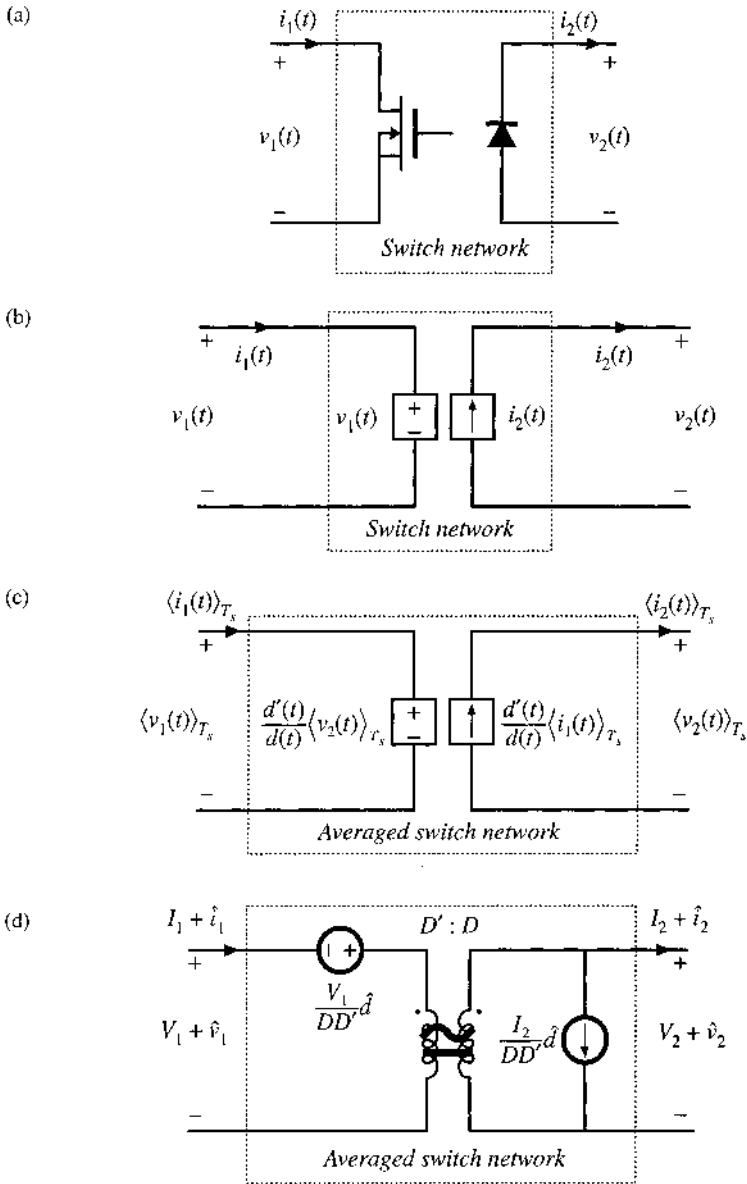 (a)
i₁(t) i₂(t)
+ +
v₁(t) v₂(t)
− −
Switch network
(b)
+ i₁(t) i₂(t) +
v₁(t) v₁(t) + − i₂(t) v₂(t)
− −
Switch network
(c)
⟨i₁(t)⟩Tₛ ⟨i₂(t)⟩Tₛ
+ +
⟨v₁(t)⟩Tₛ d′(t)/d(t) ⟨v₂(t)⟩Tₛ + − d′(t)/d(t) ⟨i₁(t)⟩Tₛ ⟨v₂(t)⟩Tₛ
− −
Averaged switch network
(d)
I₁ + î₁ D′ : D I₂ + î₂
+ − + +
V₁ + v̂₁ V₁/DD′ d̂ I₂/DD′ d̂ V₂ + v̂₂
− −
Averaged switch network